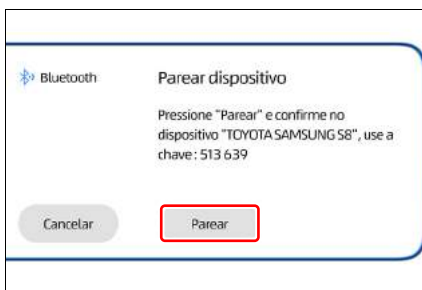 Bluetooth
Parear dispositivo
Pressione "Parear" e confirme no
dispositivo "TOYOTA SAMSUNG S8", use a
chave: 513 639
Cancelar
Parear